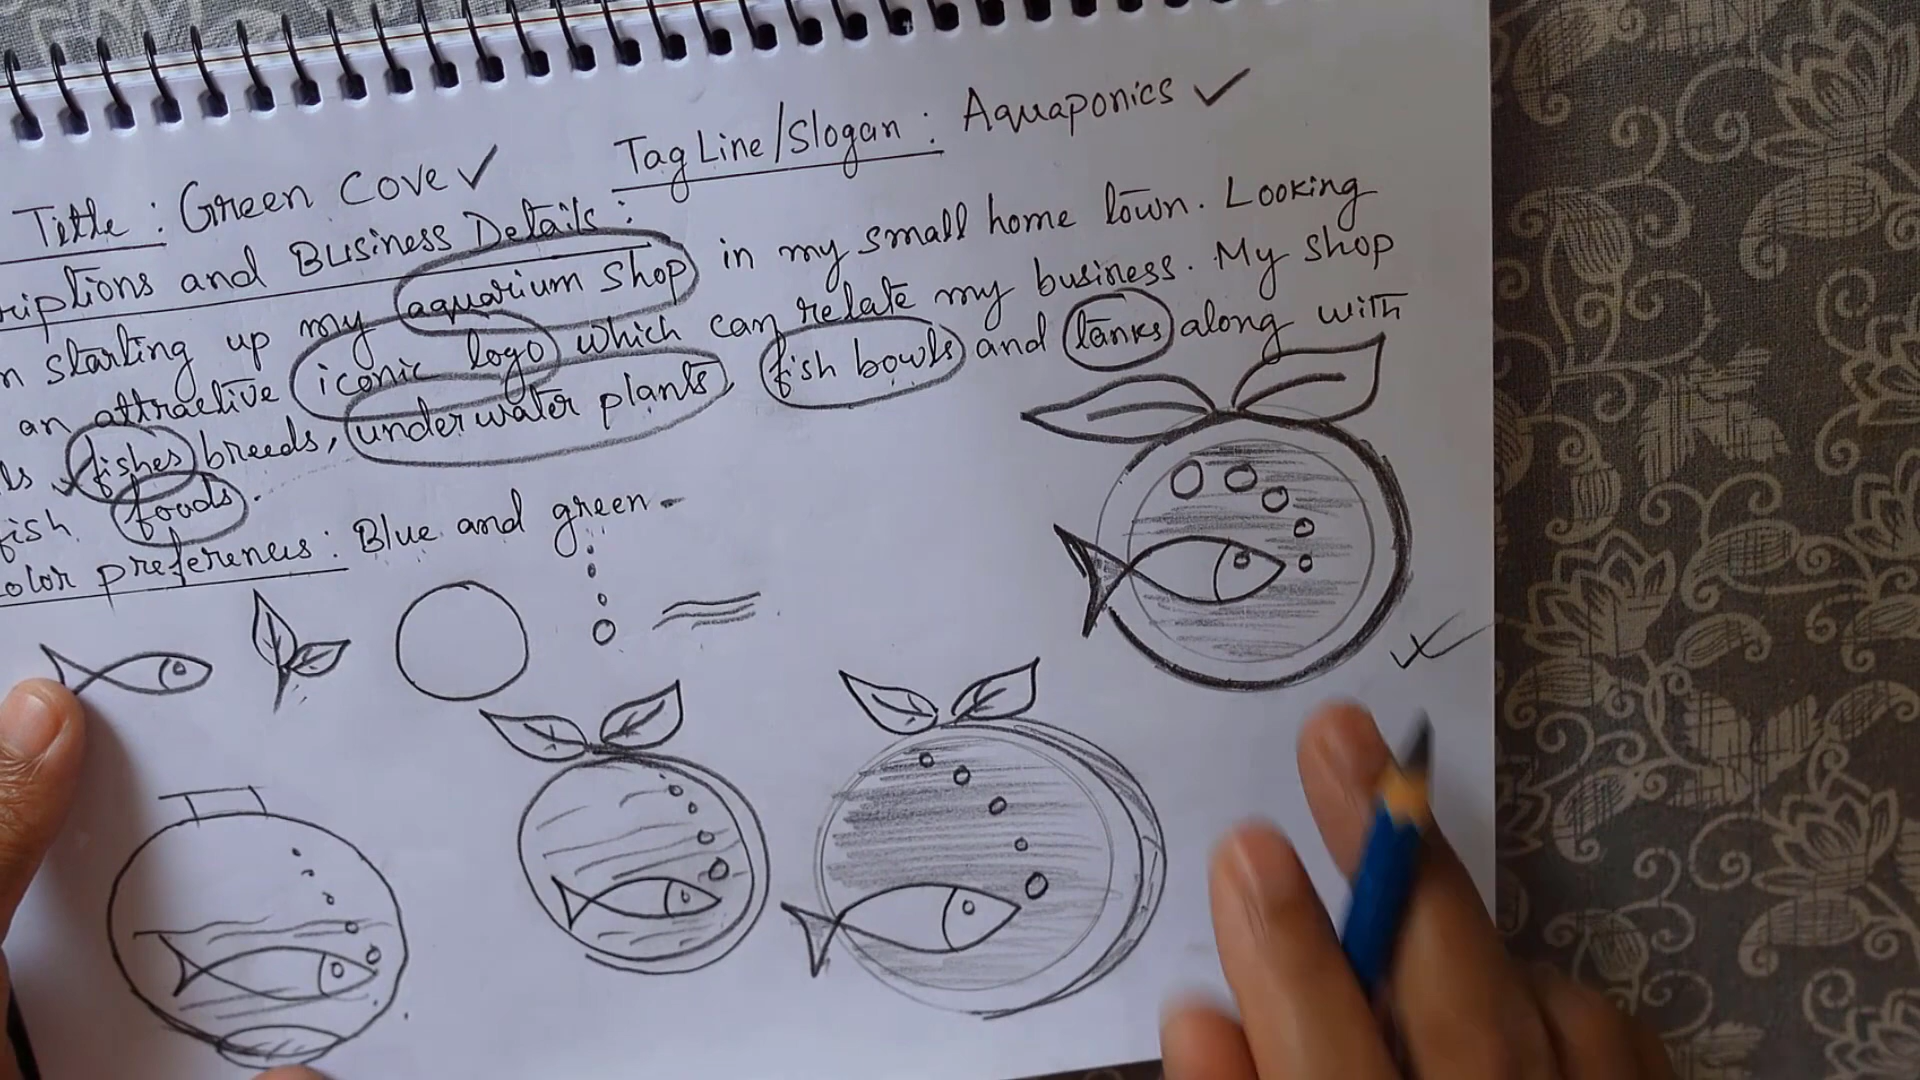 Title : Green Cove ✓ TagLine/Slogan : Aquaponics ✓
riptions and Business Details :
n starting up my aquarium shop in my small home town. Looking
an attractive iconic logo which can relate my business. My shop
ls fishes breeds, underwater plants, fish bowls and tanks along with
fish foods.
olor preferences : Blue and green